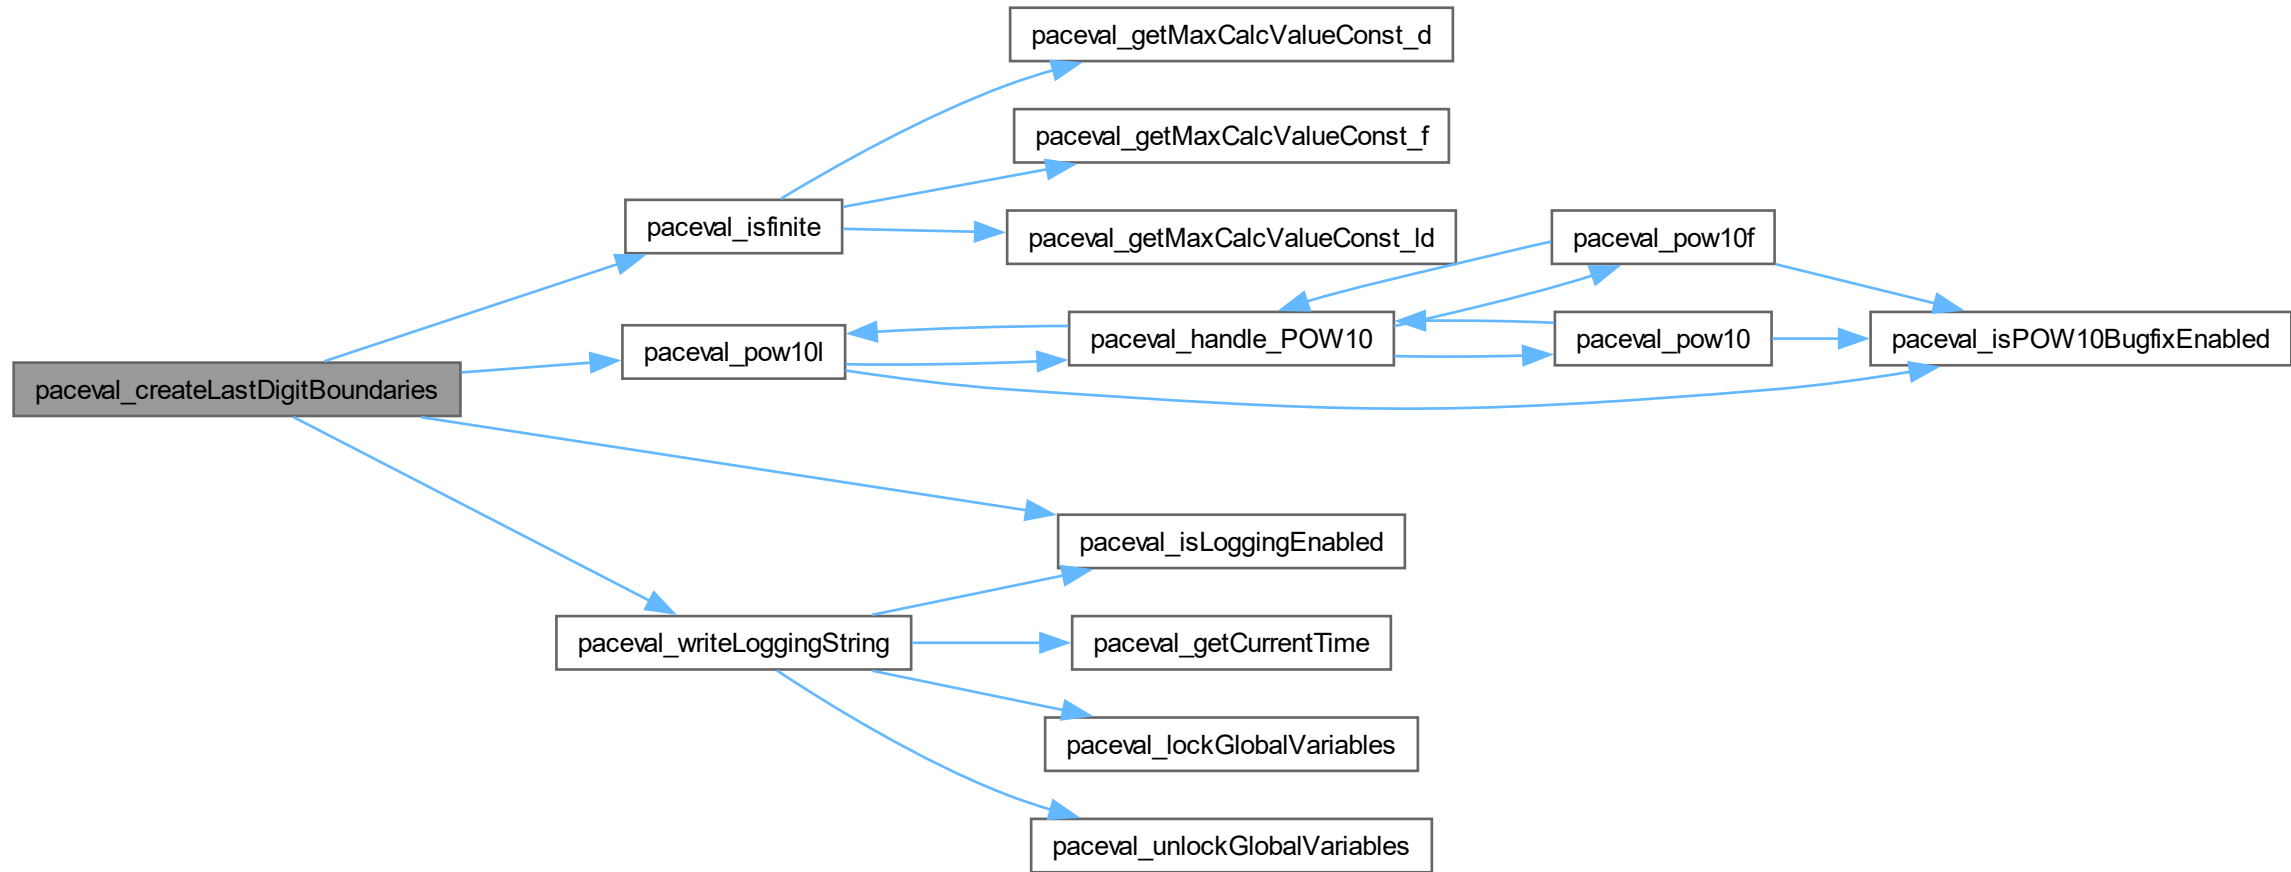 paceval_getMaxCalcValueConst_d
paceval_getMaxCalcValueConst_f
paceval_isfinite
paceval_getMaxCalcValueConst_ld
paceval_pow10f
paceval_pow10l
paceval_handle_POW10
paceval_pow10
paceval_isPOW10BugfixEnabled
paceval_createLastDigitBoundaries
paceval_isLoggingEnabled
paceval_writeLoggingString
paceval_getCurrentTime
paceval_lockGlobalVariables
paceval_unlockGlobalVariables